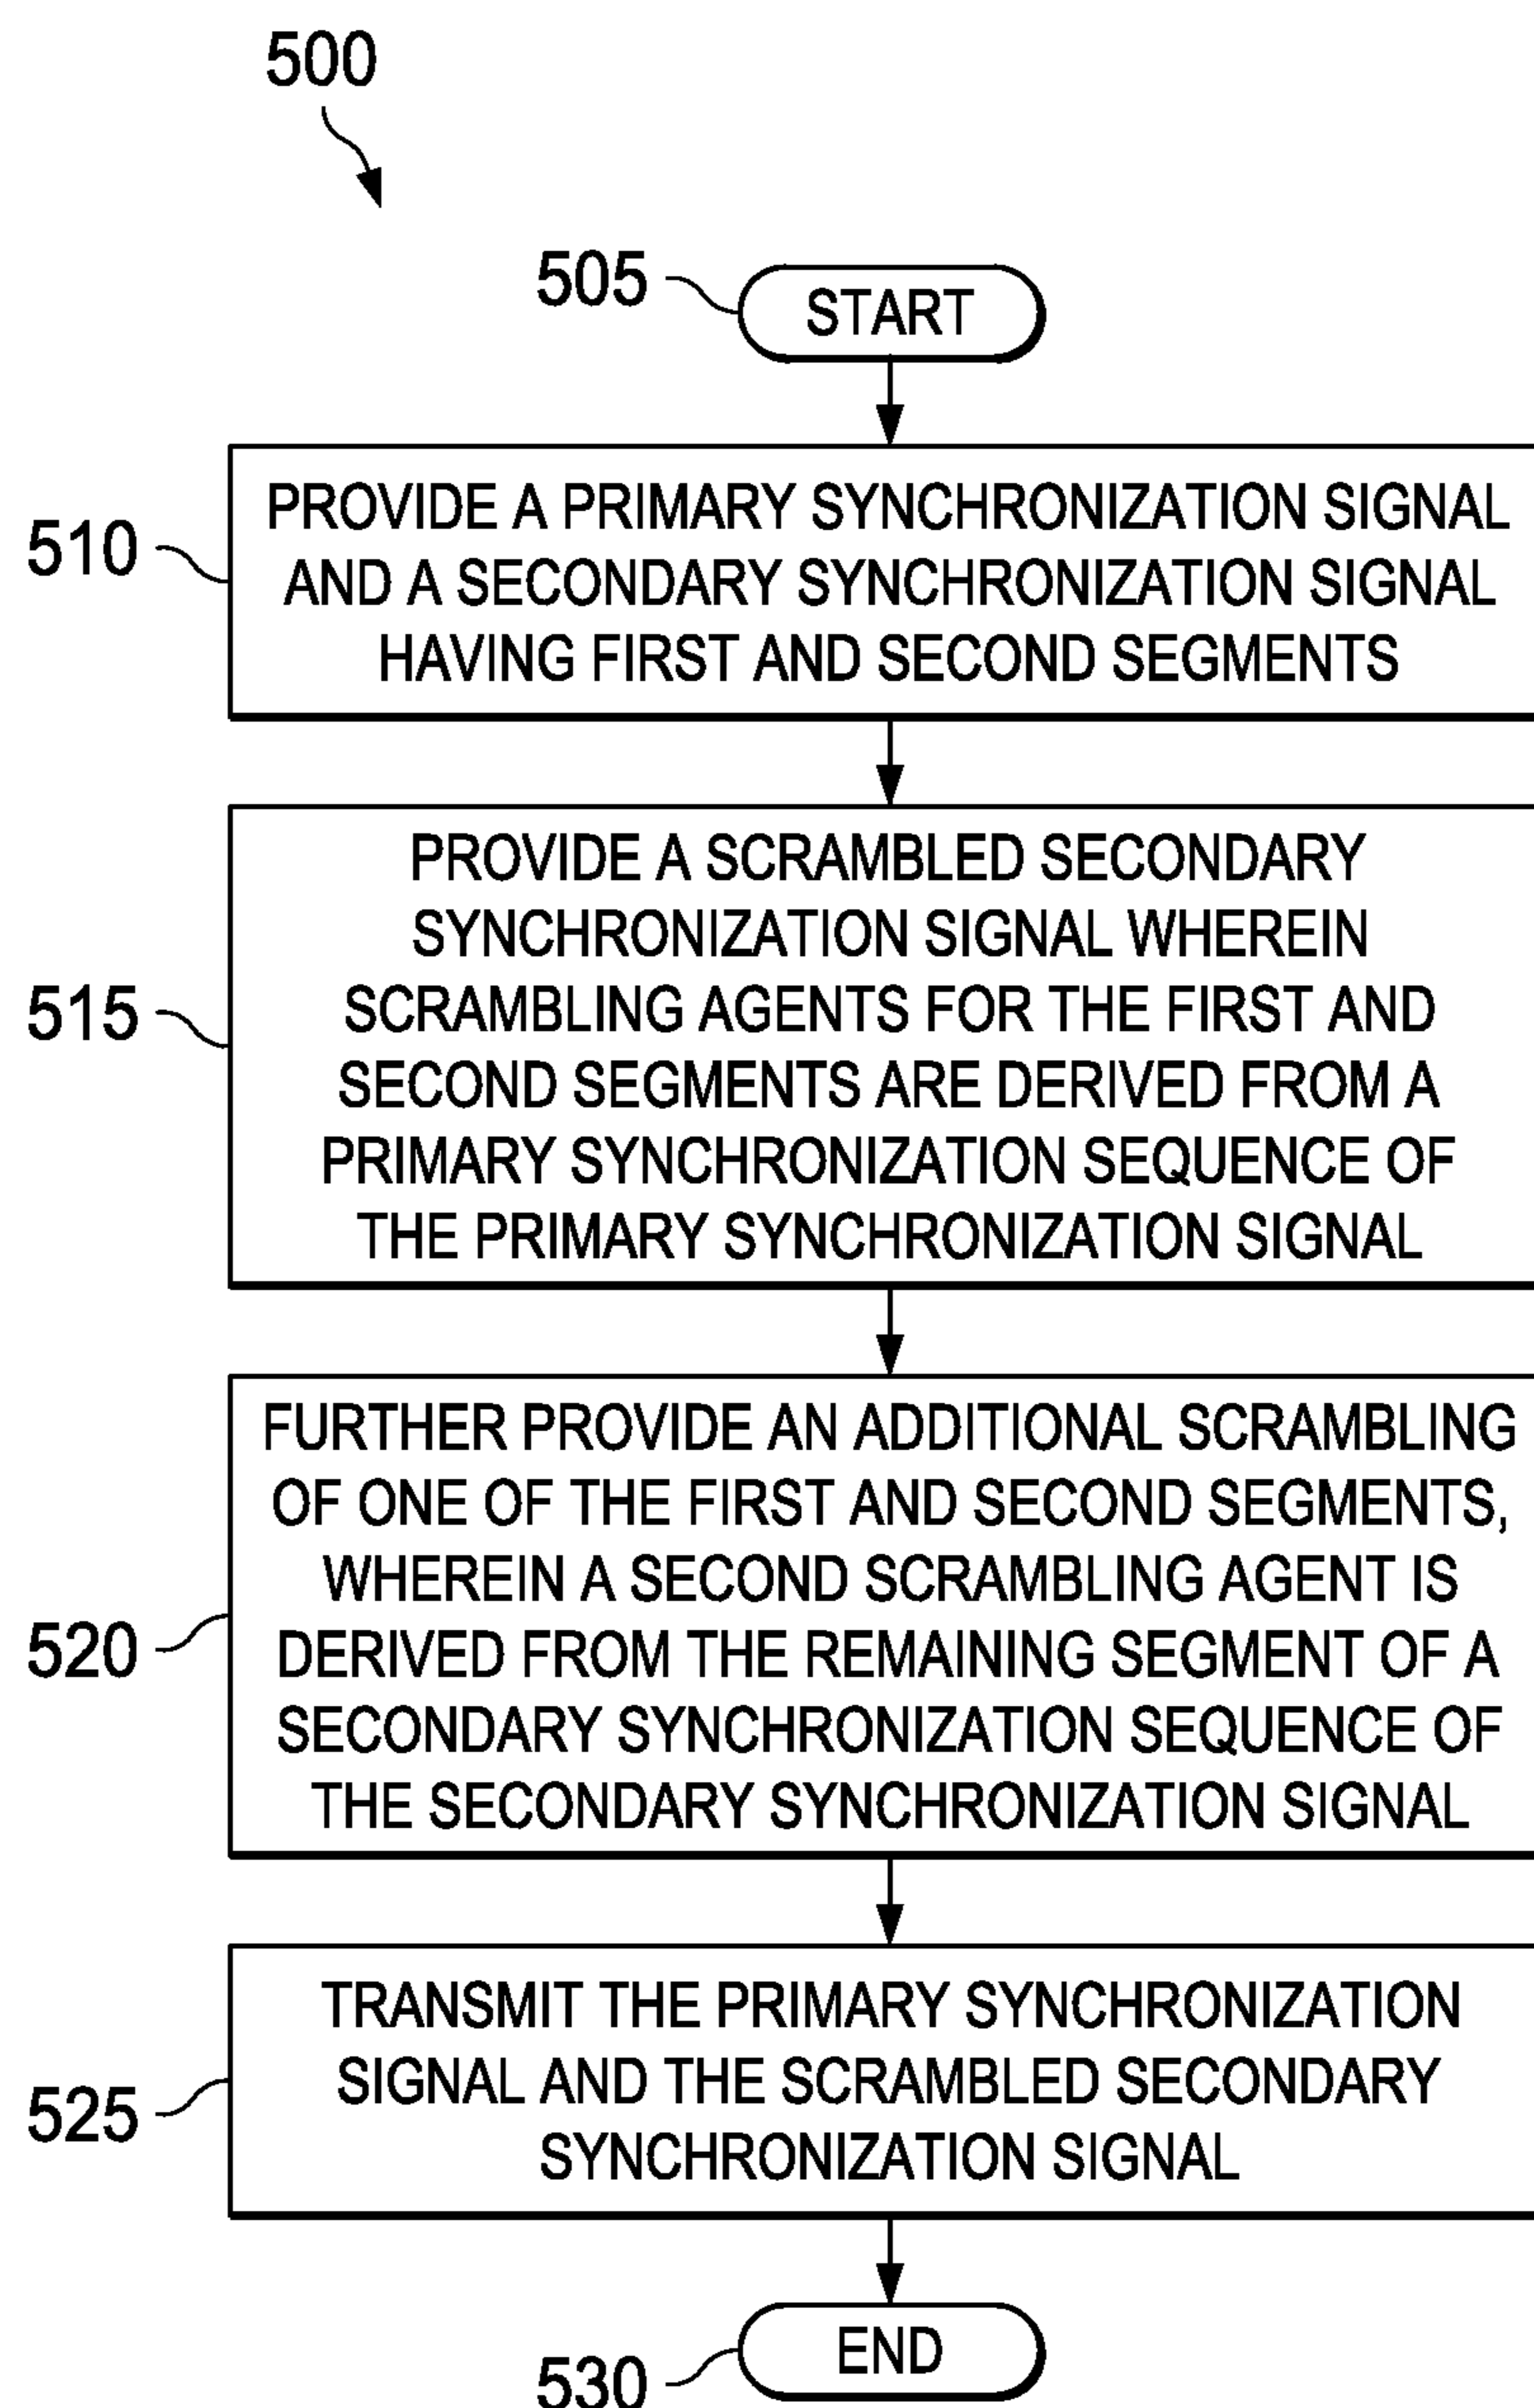 500
505
START
510
PROVIDE A PRIMARY SYNCHRONIZATION SIGNAL
AND A SECONDARY SYNCHRONIZATION SIGNAL
HAVING FIRST AND SECOND SEGMENTS
515
PROVIDE A SCRAMBLED SECONDARY
SYNCHRONIZATION SIGNAL WHEREIN
SCRAMBLING AGENTS FOR THE FIRST AND
SECOND SEGMENTS ARE DERIVED FROM A
PRIMARY SYNCHRONIZATION SEQUENCE OF
THE PRIMARY SYNCHRONIZATION SIGNAL
520
FURTHER PROVIDE AN ADDITIONAL SCRAMBLING
OF ONE OF THE FIRST AND SECOND SEGMENTS,
WHEREIN A SECOND SCRAMBLING AGENT IS
DERIVED FROM THE REMAINING SEGMENT OF A
SECONDARY SYNCHRONIZATION SEQUENCE OF
THE SECONDARY SYNCHRONIZATION SIGNAL
525
TRANSMIT THE PRIMARY SYNCHRONIZATION
SIGNAL AND THE SCRAMBLED SECONDARY
SYNCHRONIZATION SIGNAL
530
END